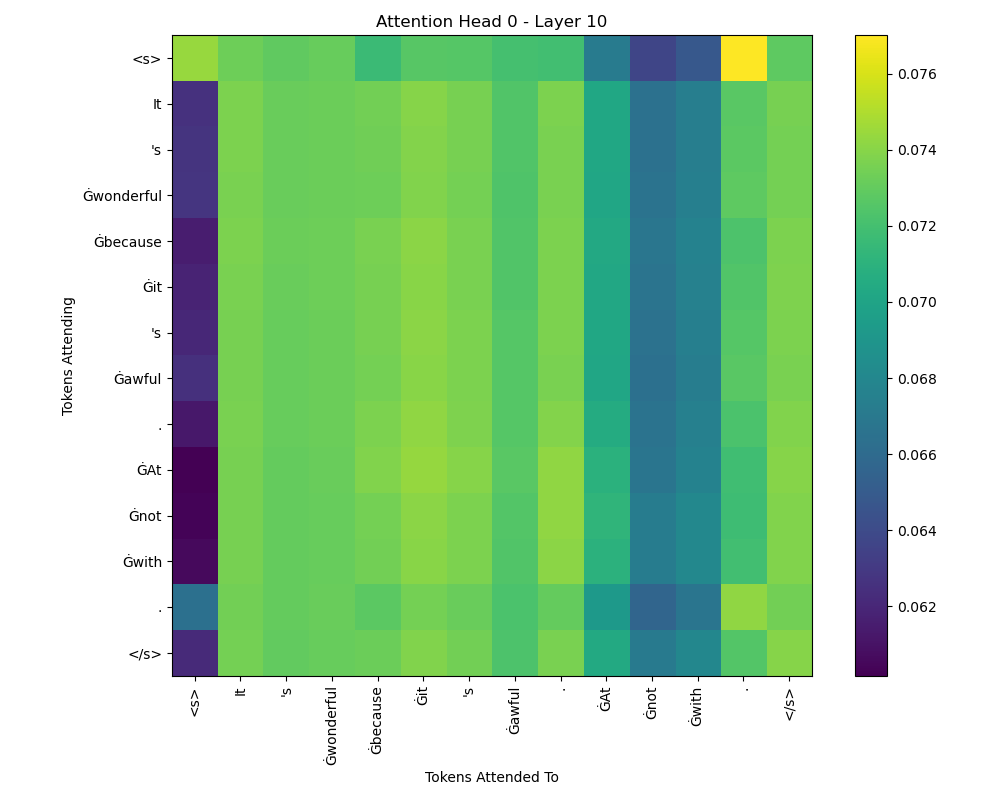 Attention Head 0 - Layer 10
<s>
It
's
Ġwonderful
Ġbecause
Ġit
's
Ġawful
.
ĠAt
Ġnot
Ġwith
.
</s>
Tokens Attending
<s>
It
's
Ġwonderful
Ġbecause
Ġit
's
Ġawful
.
ĠAt
Ġnot
Ġwith
.
</s>
Tokens Attended To
0.076
0.074
0.072
0.070
0.068
0.066
0.064
0.062